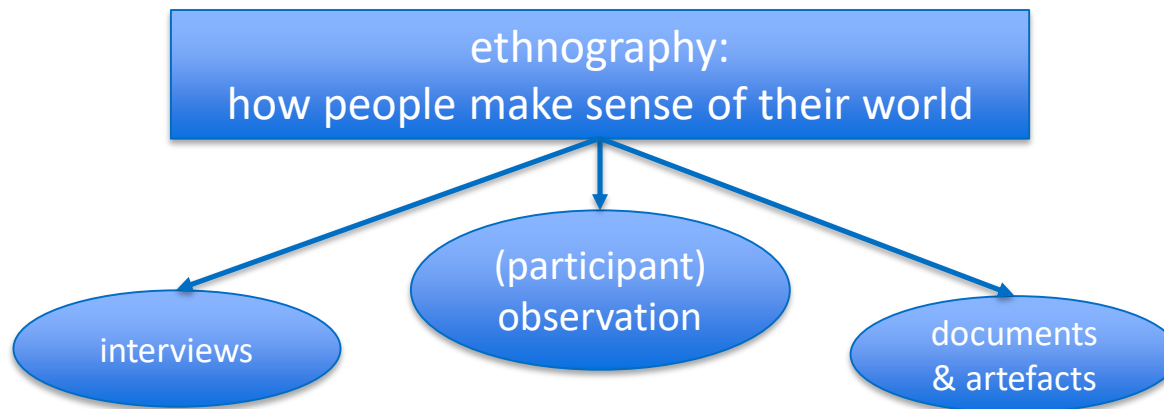 ethnography:
how people make sense of their world
(participant)
observation
interviews
documents
& artefacts